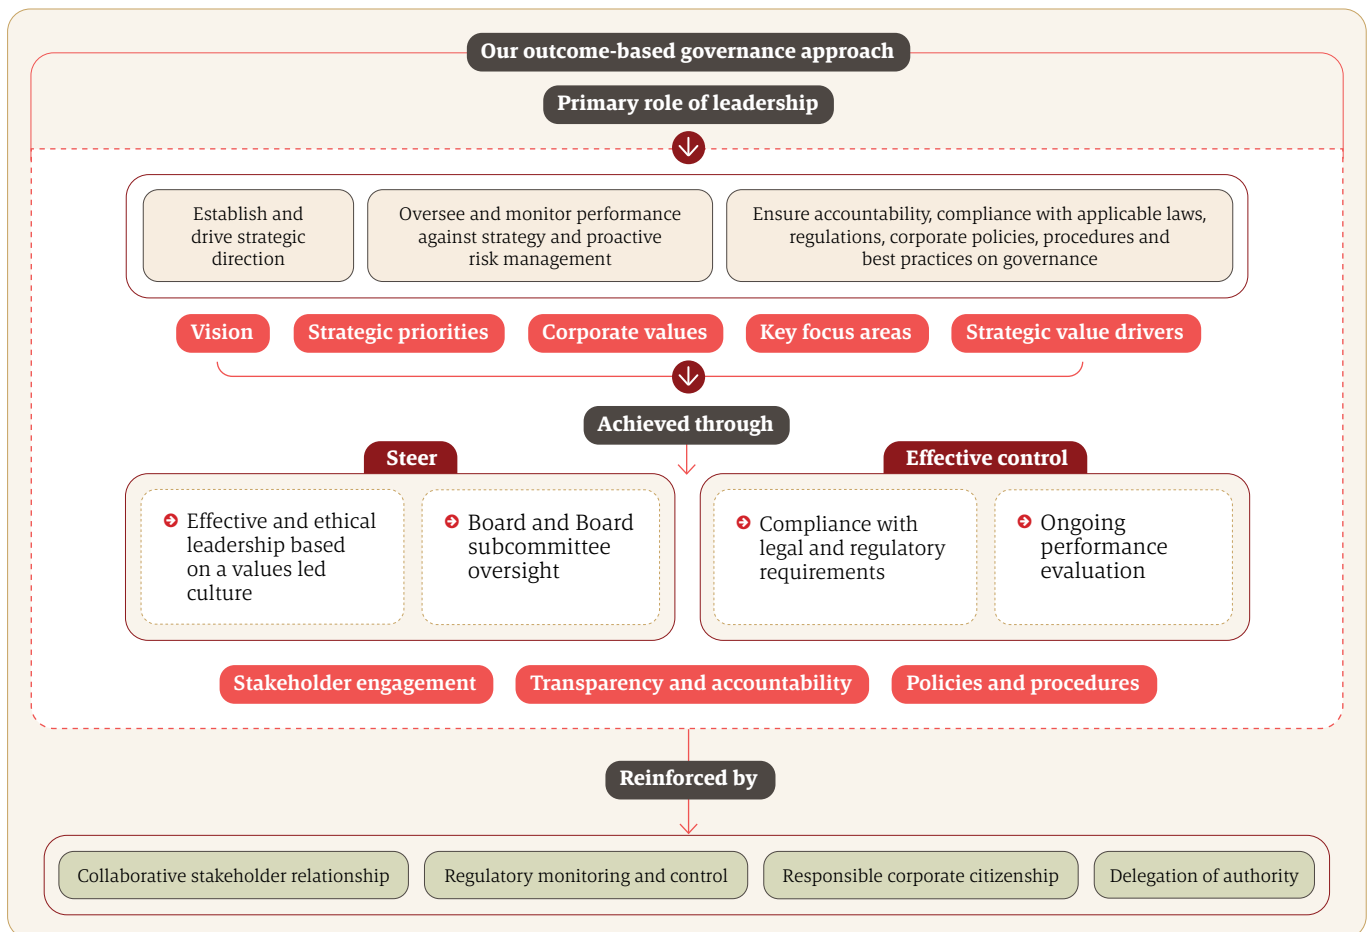 Our outcome-based governance approach
Primary role of leadership
Establish and
drive strategic
direction
Oversee and monitor performance
against strategy and proactive
risk management
Ensure accountability, compliance with applicable laws,
regulations, corporate policies, procedures and
best practices on governance
Vision
Strategic priorities
Corporate values
Key focus areas
Strategic value drivers
Achieved through
Steer
Effective and ethical
leadership based
on a values led
culture
Board and Board
subcommittee
oversight
Effective control
Compliance with
legal and regulatory
requirements
Ongoing
performance
evaluation
Stakeholder engagement
Transparency and accountability
Policies and procedures
Reinforced by
Collaborative stakeholder relationship
Regulatory monitoring and control
Responsible corporate citizenship
Delegation of authority